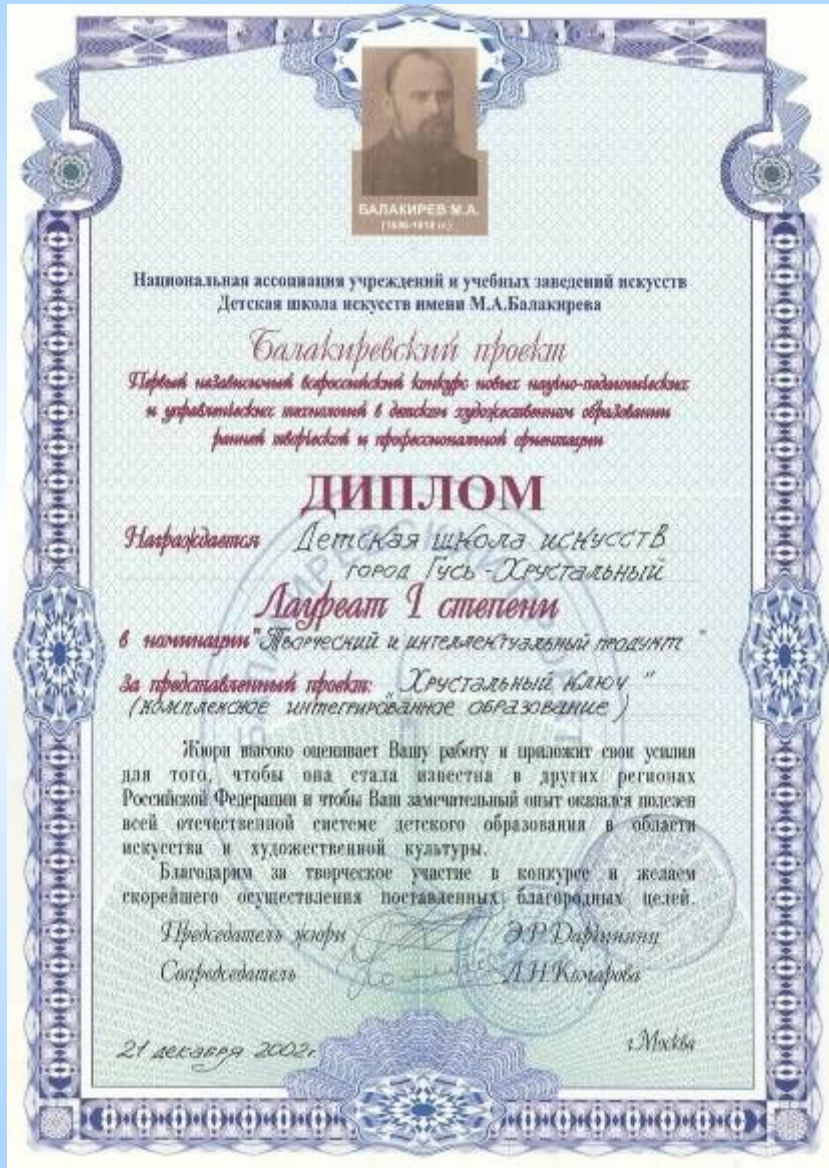 БАЛАКИРЕВ М.А.
(1836-1910 гг.)
Национальная ассоциация учреждений и учебных заведений искусств
Детская школа искусств имени М.А.Балакирева
Балакиревский проект
Первый независимый всероссийский конкурс новых научно-педагогических
и управленческих технологий в детском художественном образовании
ранней творческой и профессиональной ориентации
ДИПЛОМ
Награждается Детская школа искусств
город Гусь-Хрустальный
Лауреат I степени
в номинации "Творческий и интеллектуальный продукт"
за представленный проект: "Хрустальный ключ"
(комплексное интегрированное образование)
Жюри высоко оценивает Вашу работу и приложит свои усилия
для того, чтобы она стала известна в других регионах
Российской Федерации и чтобы Ваш замечательный опыт оказался полезен
всей отечественной системе детского образования в области
искусства и художественной культуры.
Благодарим за творческое участие в конкурсе и желаем
скорейшего осуществления поставленных благородных целей.
Председатель жюри Э.Р.Даргинянц
Сопредседатель Л.Н.Комарова
21 декабря 2002г. г.Москва